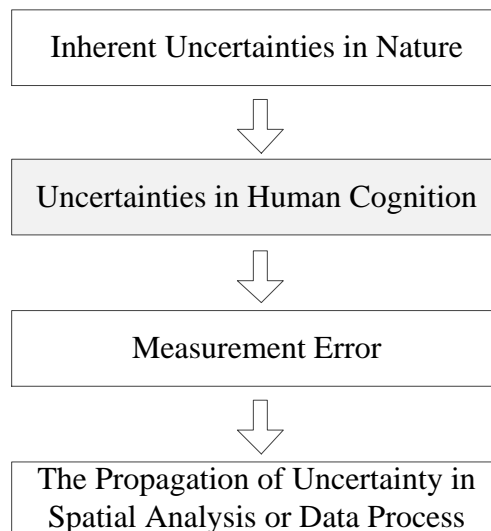 Inherent Uncertainties in Nature
Uncertainties in Human Cognition
Measurement Error
The Propagation of Uncertainty in
Spatial Analysis or Data Process